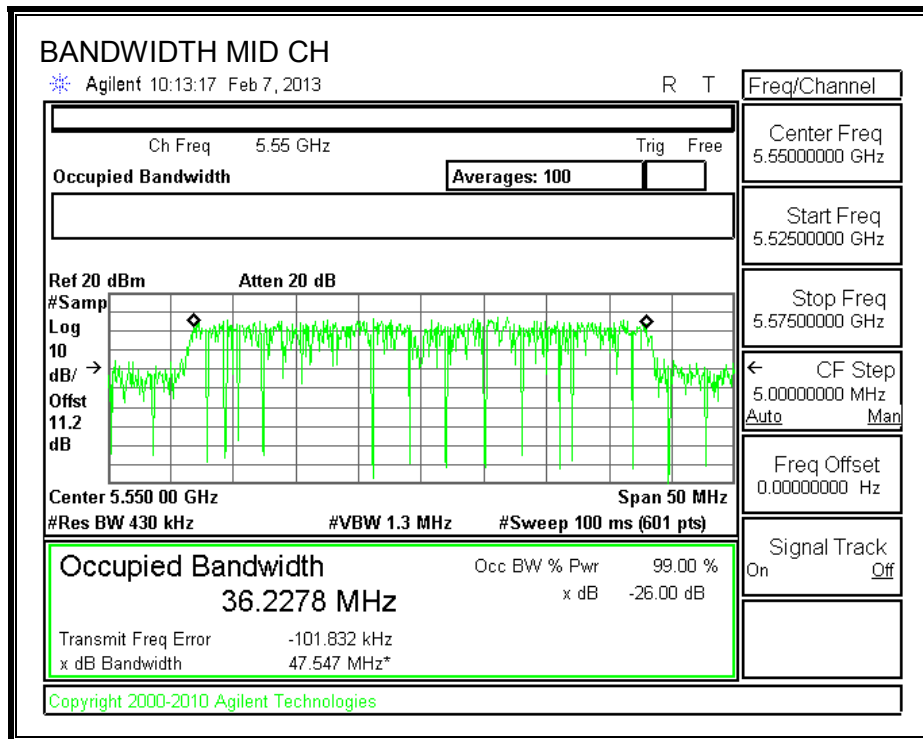 BANDWIDTH MID CH
Agilent 10:13:17 Feb 7, 2013 R T
Ch Freq 5.55 GHz Trig Free
Occupied Bandwidth Averages: 100
Ref 20 dBm Atten 20 dB
#Samp
Log
10
dB/
Offst
11.2
dB
Center 5.550 00 GHz Span 50 MHz
#Res BW 430 kHz #VBW 1.3 MHz #Sweep 100 ms (601 pts)
Occupied Bandwidth Occ BW % Pwr 99.00 %
36.2278 MHz x dB -26.00 dB
Transmit Freq Error -101.832 kHz
x dB Bandwidth 47.547 MHz*
Copyright 2000-2010 Agilent Technologies
Freq/Channel
Center Freq
5.55000000 GHz
Start Freq
5.52500000 GHz
Stop Freq
5.57500000 GHz
CF Step
5.00000000 MHz
Auto Man
Freq Offset
0.00000000 Hz
Signal Track
On Off